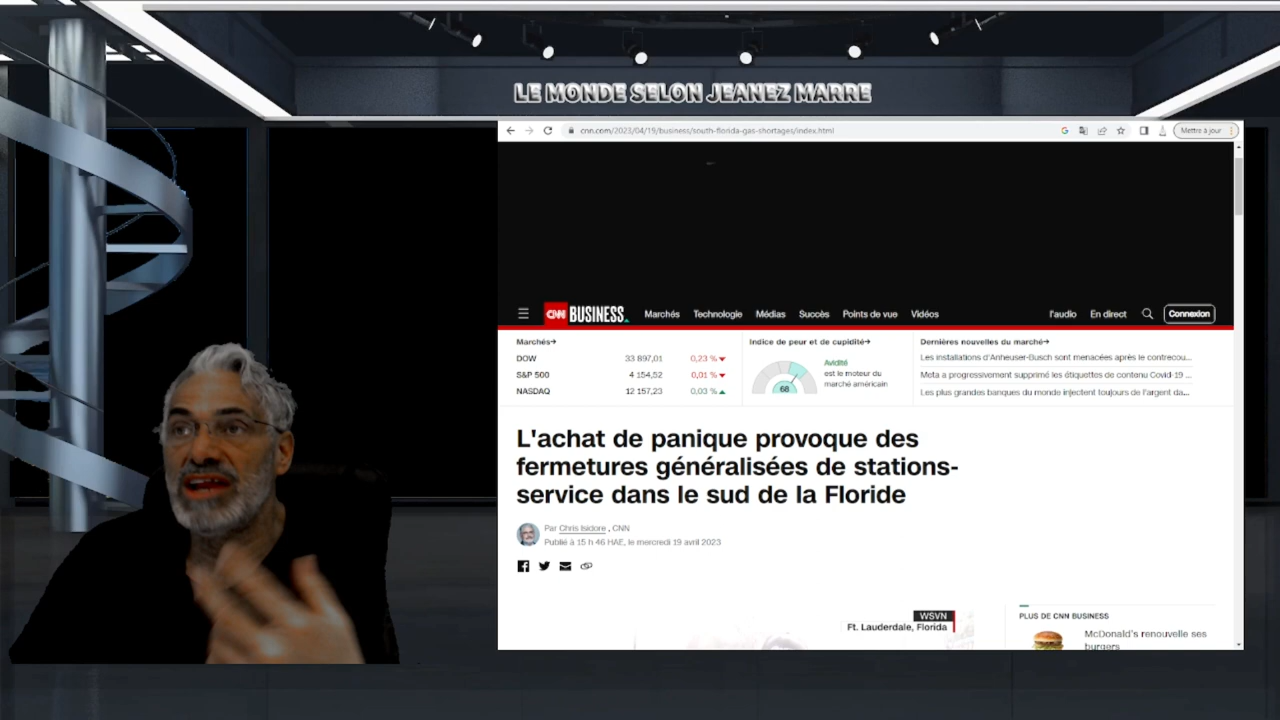 LE MONDE SELON JEANEZ MARRE
cnn.com/2023/04/19/business/south-florida-gas-shortages/index.html
Mettre à jour
CNN BUSINESS
Marchés
Technologie
Médias
Succès
Points de vue
Vidéos
l'audio
En direct
Connexion
Marchés→
DOW 33 897,01 0,23 %
S&P 500 4 154,52 0,01 %
NASDAQ 12 157,23 0,03 %
Indice de peur et de cupidité→
68
Avidité
est le moteur du
marché américain
Dernières nouvelles du marché→
Les installations d'Anheuser-Busch sont menacées après le contrecou...
Meta a progressivement supprimé les étiquettes de contenu Covid-19 ...
Les plus grandes banques du monde injectent toujours de l'argent da...
L'achat de panique provoque des
fermetures généralisées de stations-
service dans le sud de la Floride
Par Chris Isidore , CNN
Publié à 15 h 46 HAE, le mercredi 19 avril 2023
WSVN
Ft. Lauderdale, Florida
PLUS DE CNN BUSINESS
McDonald's renouvelle ses
burgers